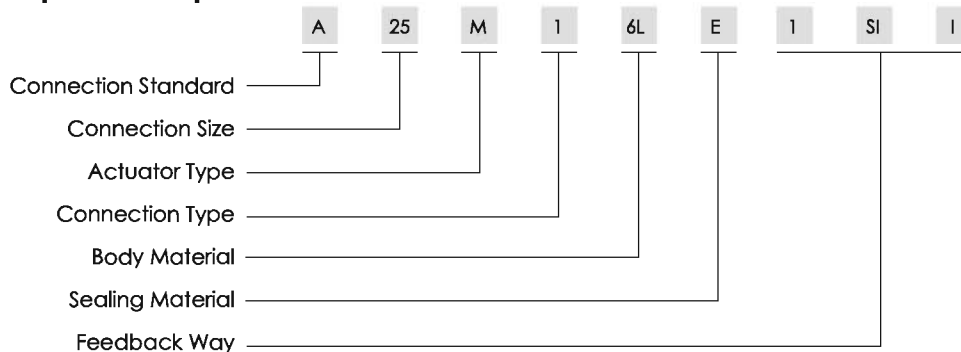 A 25 M 1 6L E 1 SI I
Connection Standard
Connection Size
Actuator Type
Connection Type
Body Material
Sealing Material
Feedback Way